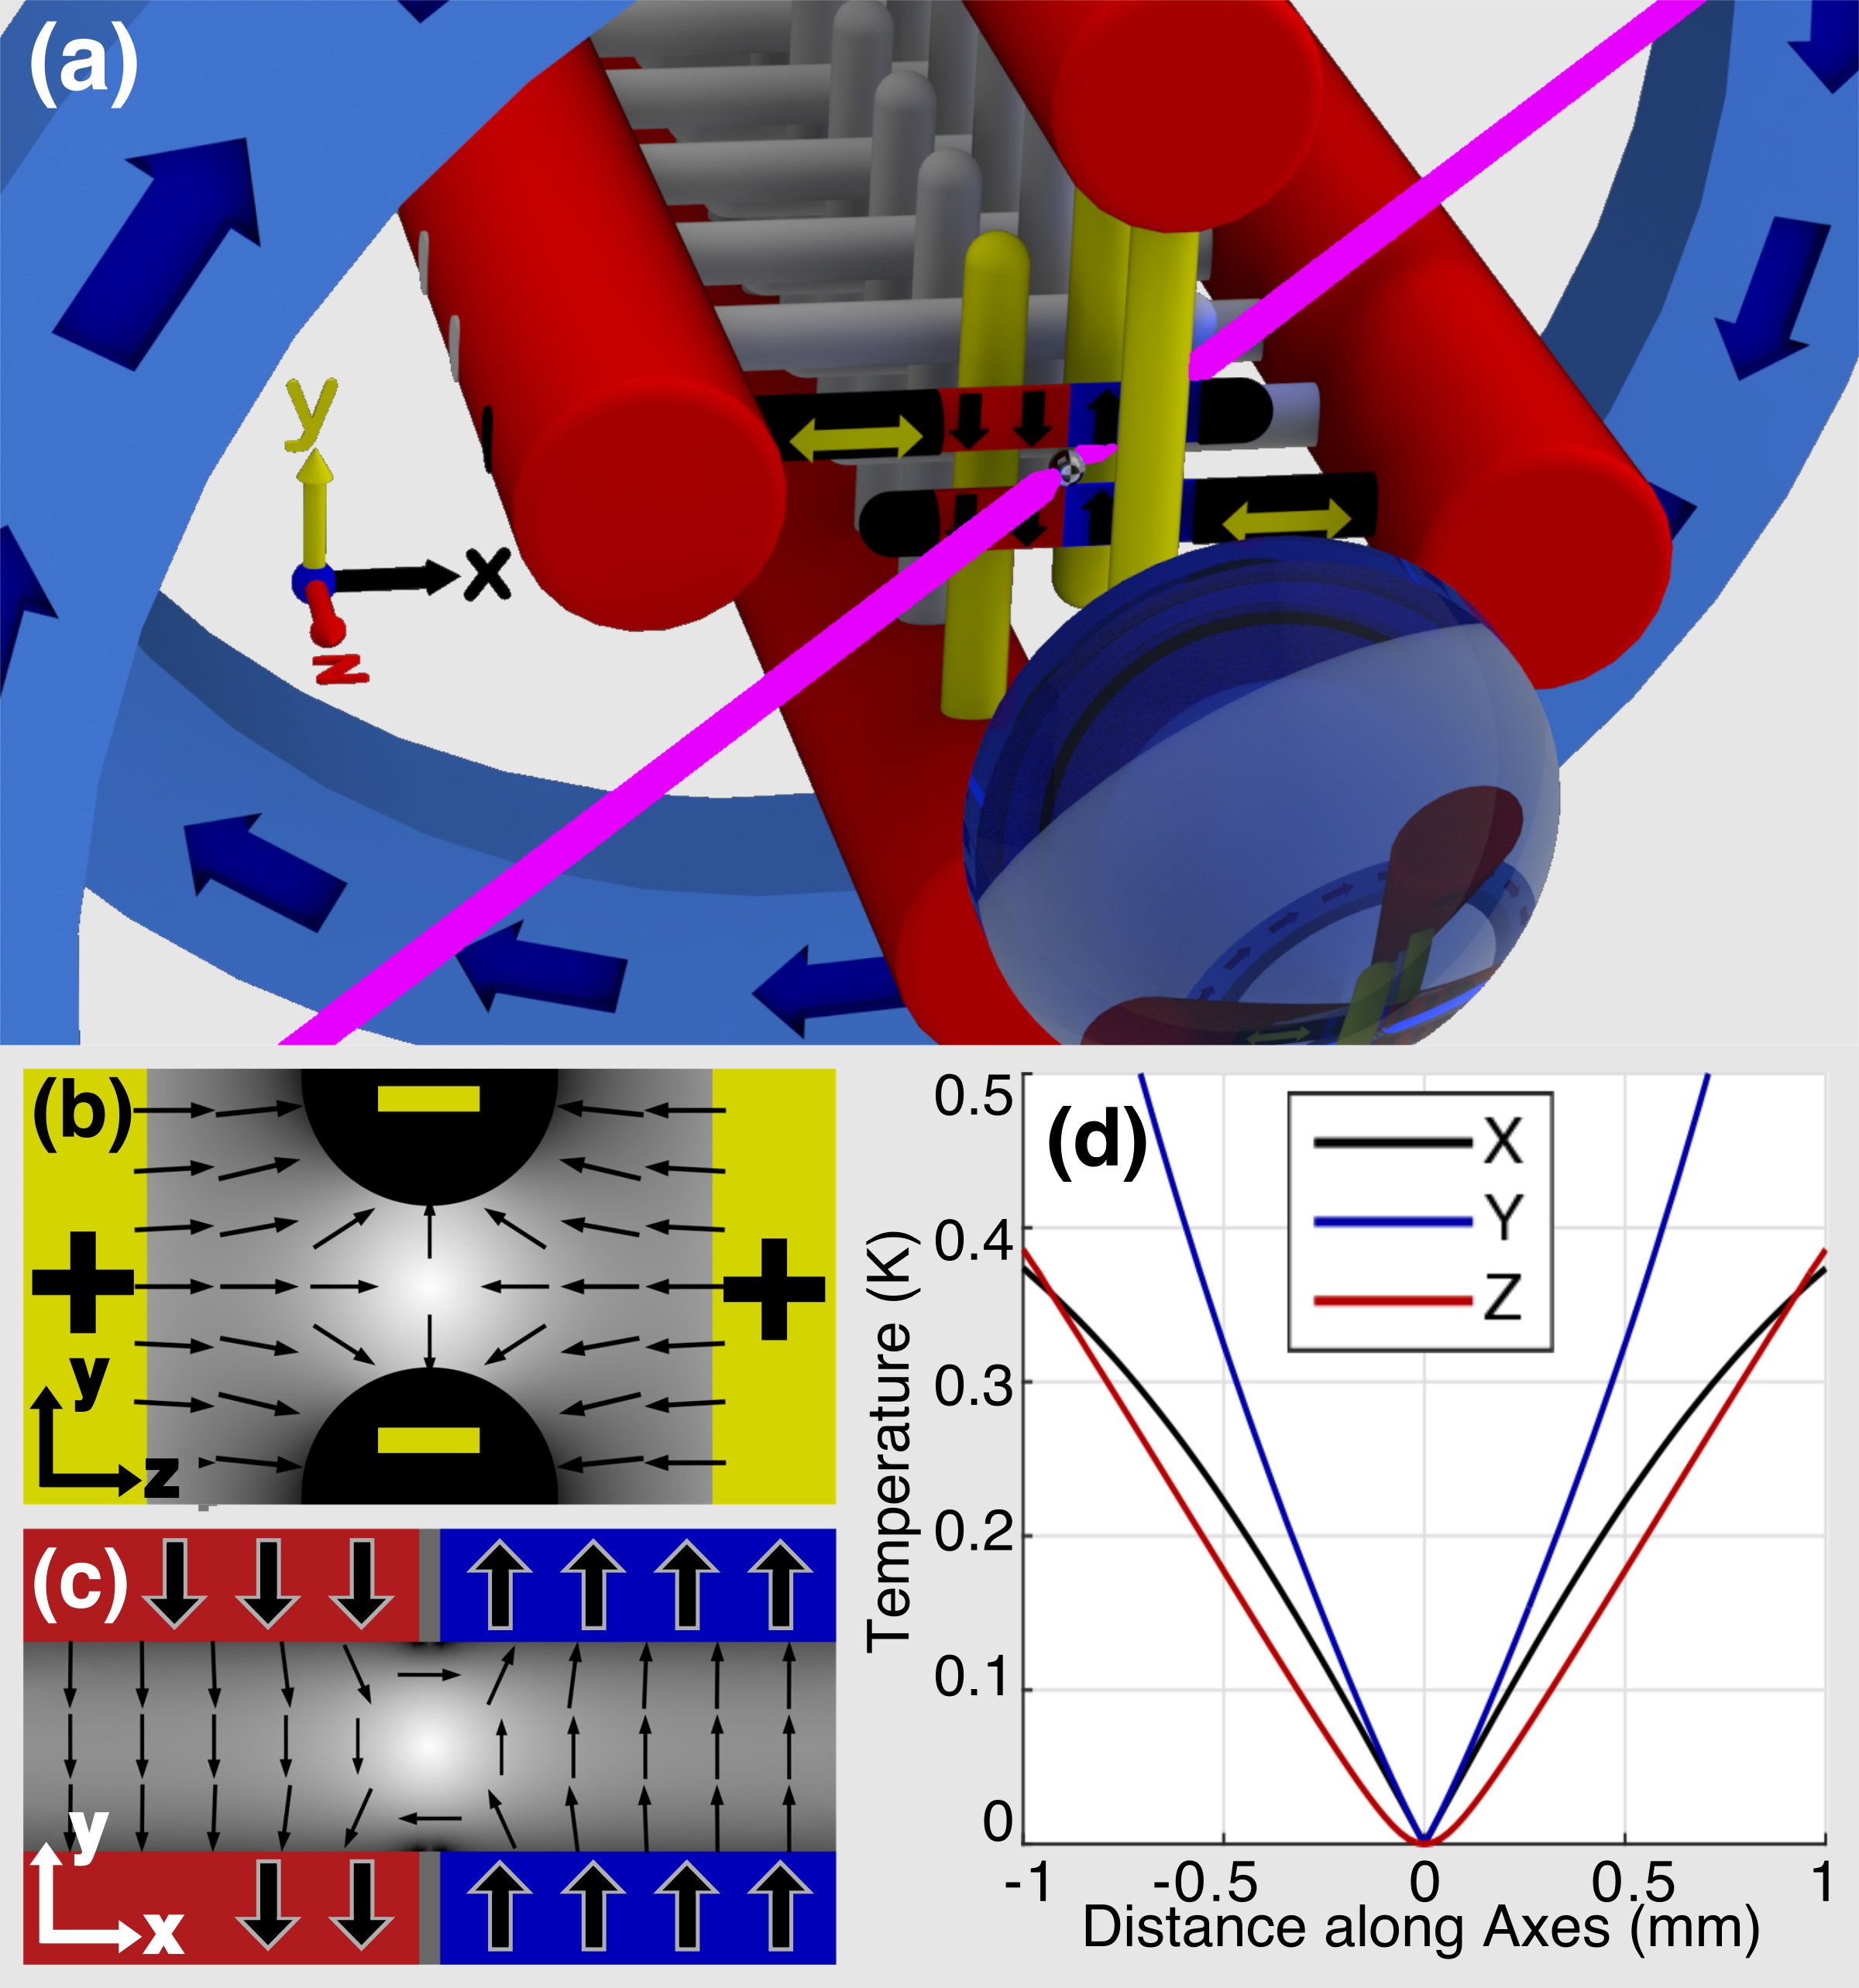 (a)
y
x
z
(b)
− 
+ +
y
−
z
(c)
y
x
(d)
X
Y
Z
Temperature (K)
0.5
0.4
0.3
0.2
0.1
0
-1 -0.5 0 0.5 1
Distance along Axes (mm)